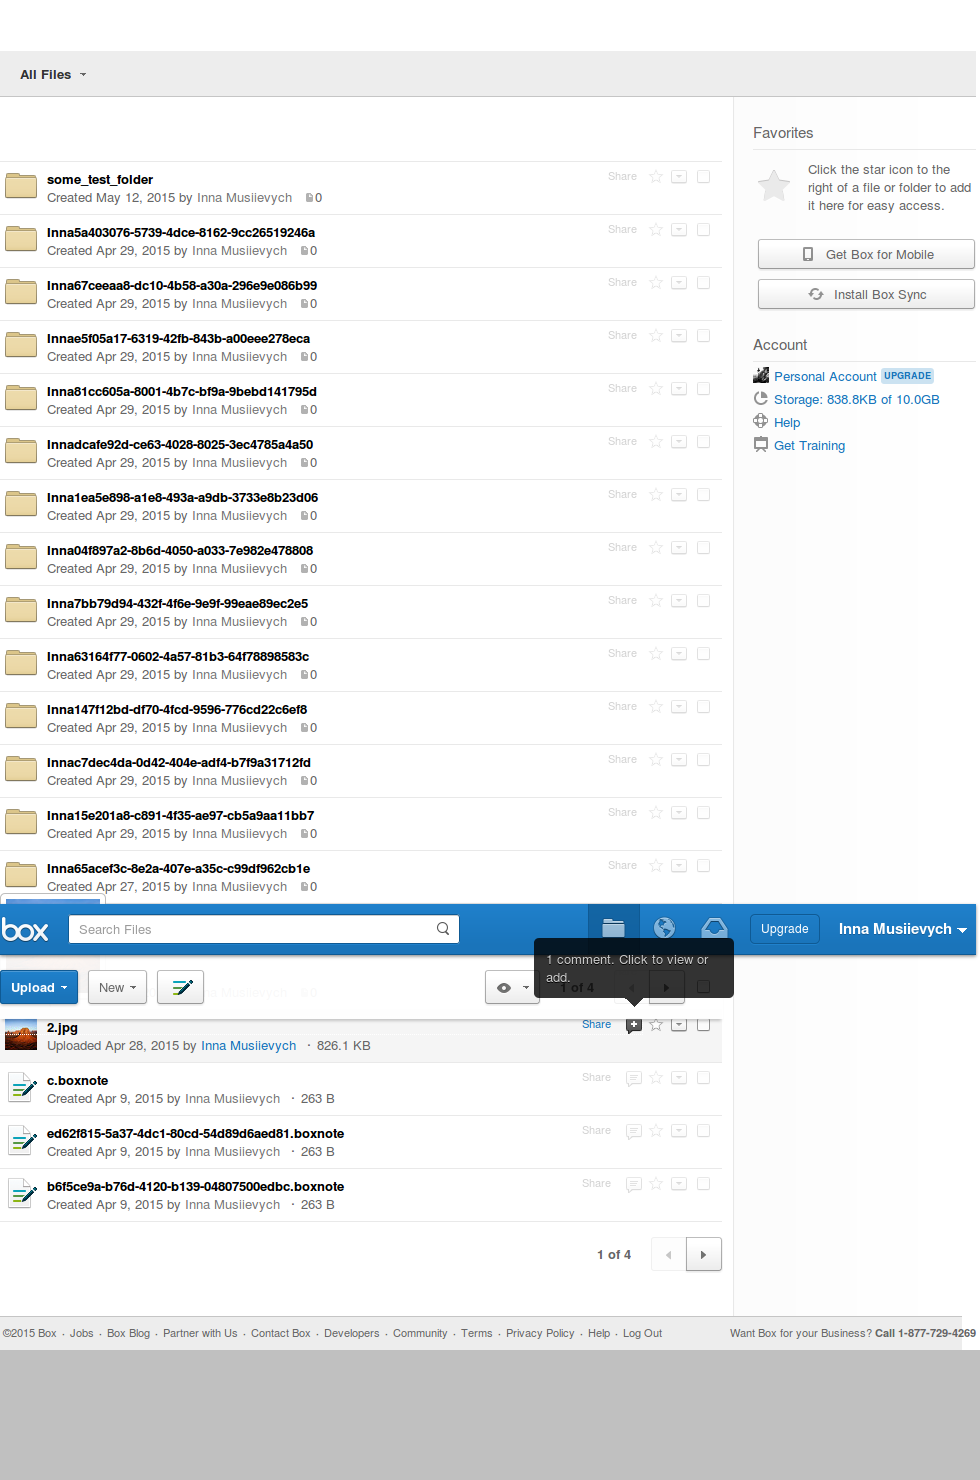 All Files
some_test_folder
Share
Created May 12, 2015 by Inna Musiievych 0
Inna5a403076-5739-4dce-8162-9cc26519246a
Share
Created Apr 29, 2015 by Inna Musiievych 0
Inna67ceeaa8-dc10-4b58-a30a-296e9e086b99
Share
Created Apr 29, 2015 by Inna Musiievych 0
Innae5f05a17-6319-42fb-843b-a00eee278eca
Share
Created Apr 29, 2015 by Inna Musiievych 0
Inna81cc605a-8001-4b7c-bf9a-9bebd141795d
Share
Created Apr 29, 2015 by Inna Musiievych 0
Innadcafe92d-ce63-4028-8025-3ec4785a4a50
Share
Created Apr 29, 2015 by Inna Musiievych 0
Inna1ea5e898-a1e8-493a-a9db-3733e8b23d06
Share
Created Apr 29, 2015 by Inna Musiievych 0
Inna04f897a2-8b6d-4050-a033-7e982e478808
Share
Created Apr 29, 2015 by Inna Musiievych 0
Inna7bb79d94-432f-4f6e-9e9f-99eae89ec2e5
Share
Created Apr 29, 2015 by Inna Musiievych 0
Inna63164f77-0602-4a57-81b3-64f78898583c
Share
Created Apr 29, 2015 by Inna Musiievych 0
Inna147f12bd-df70-4fcd-9596-776cd22c6ef8
Share
Created Apr 29, 2015 by Inna Musiievych 0
Innac7dec4da-0d42-404e-adf4-b7f9a31712fd
Share
Created Apr 29, 2015 by Inna Musiievych 0
Inna15e201a8-c891-4f35-ae97-cb5a9aa11bb7
Share
Created Apr 29, 2015 by Inna Musiievych 0
Inna65acef3c-8e2a-407e-a35c-c99df962cb1e
Share
Created Apr 27, 2015 by Inna Musiievych 0
Favorites
Click the star icon to the
right of a file or folder to add
it here for easy access.
Get Box for Mobile
Install Box Sync
Account
Personal Account UPGRADE
Storage: 838.8KB of 10.0GB
Help
Get Training
box
Search Files
Upgrade
Inna Musiievych
1 comment. Click to view or
add.
Upload
New
1 of 4
2.jpg
Share
Uploaded Apr 28, 2015 by Inna Musiievych · 826.1 KB
c.boxnote
Share
Created Apr 9, 2015 by Inna Musiievych · 263 B
ed62f815-5a37-4dc1-80cd-54d89d6aed81.boxnote
Share
Created Apr 9, 2015 by Inna Musiievych · 263 B
b6f5ce9a-b76d-4120-b139-04807500edbc.boxnote
Share
Created Apr 9, 2015 by Inna Musiievych · 263 B
1 of 4
©2015 Box · Jobs · Box Blog · Partner with Us · Contact Box · Developers · Community · Terms · Privacy Policy · Help · Log Out
Want Box for your Business? Call 1-877-729-4269